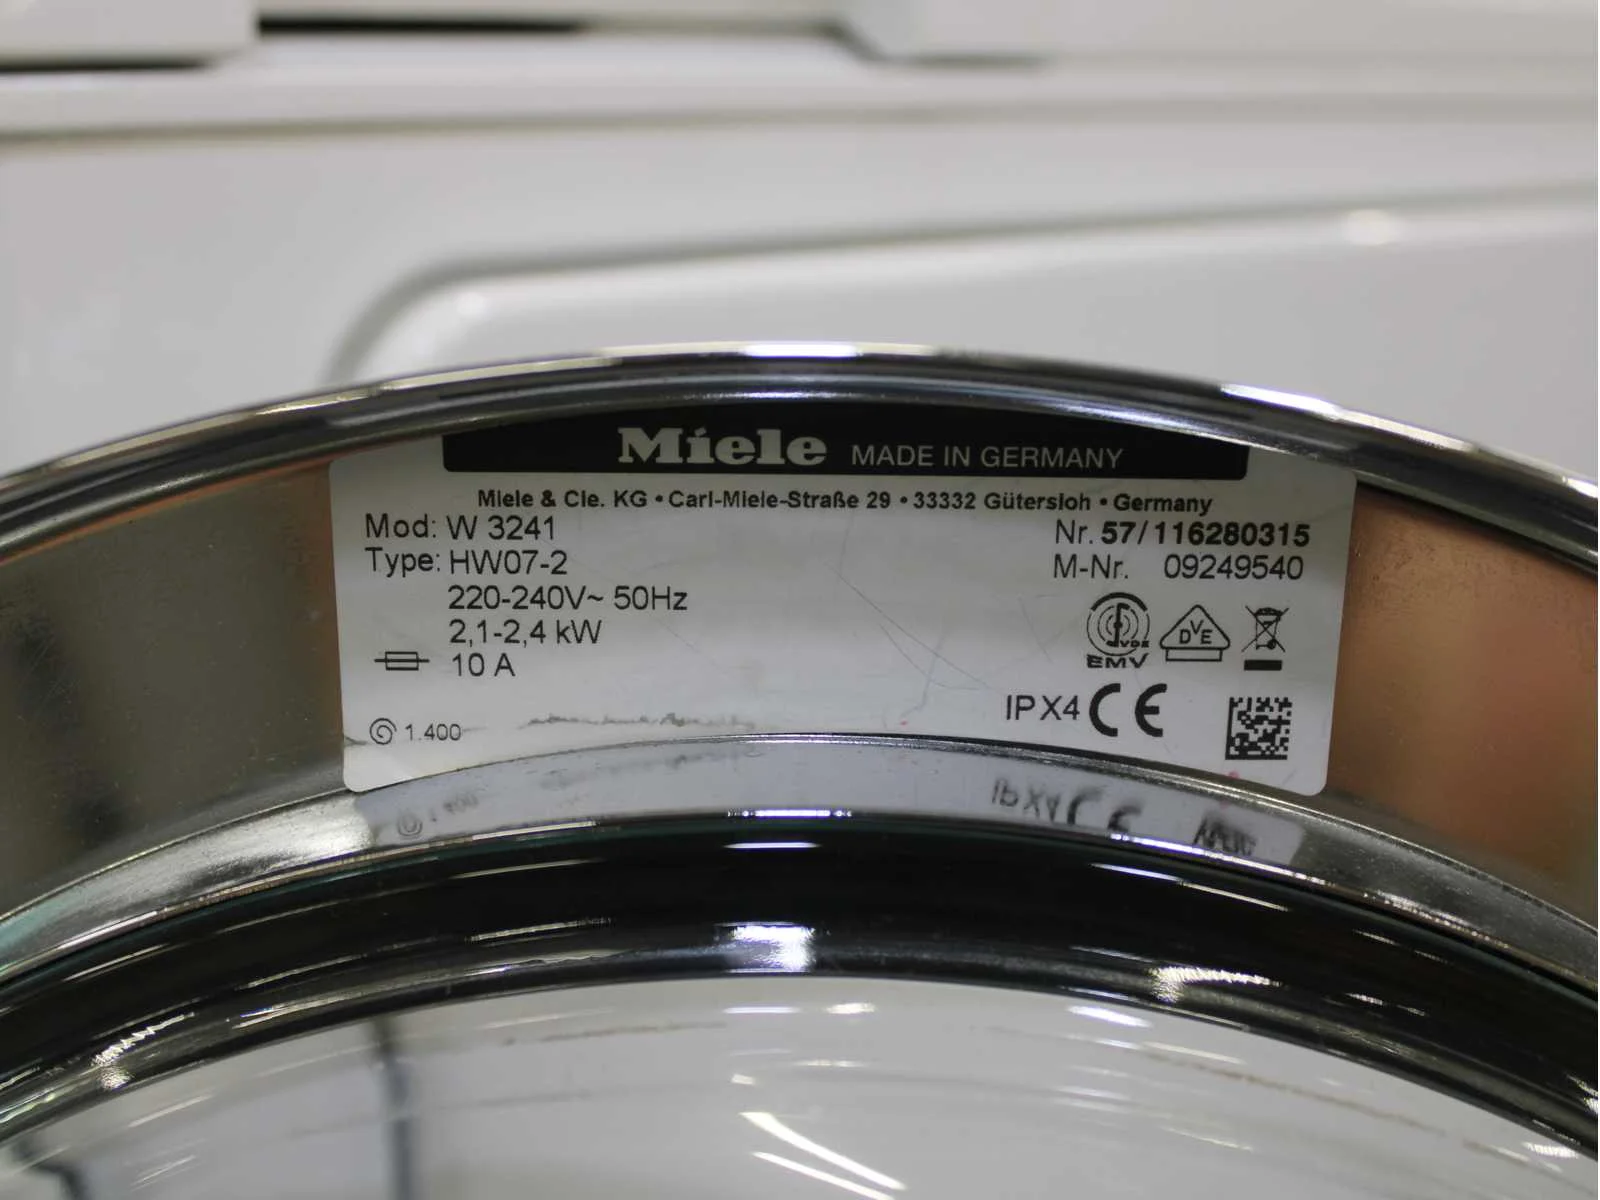 Miele MADE IN GERMANY
Miele & Cie. KG • Carl-Miele-Straße 29 • 33332 Gütersloh • Germany
Mod: W 3241
Nr. 57/116280315
Type: HW07-2
M-Nr. 09249540
220-240V~ 50Hz
2,1-2,4 kW
10 A
VDE
EMV
DVE
IPX4 CE
1.400